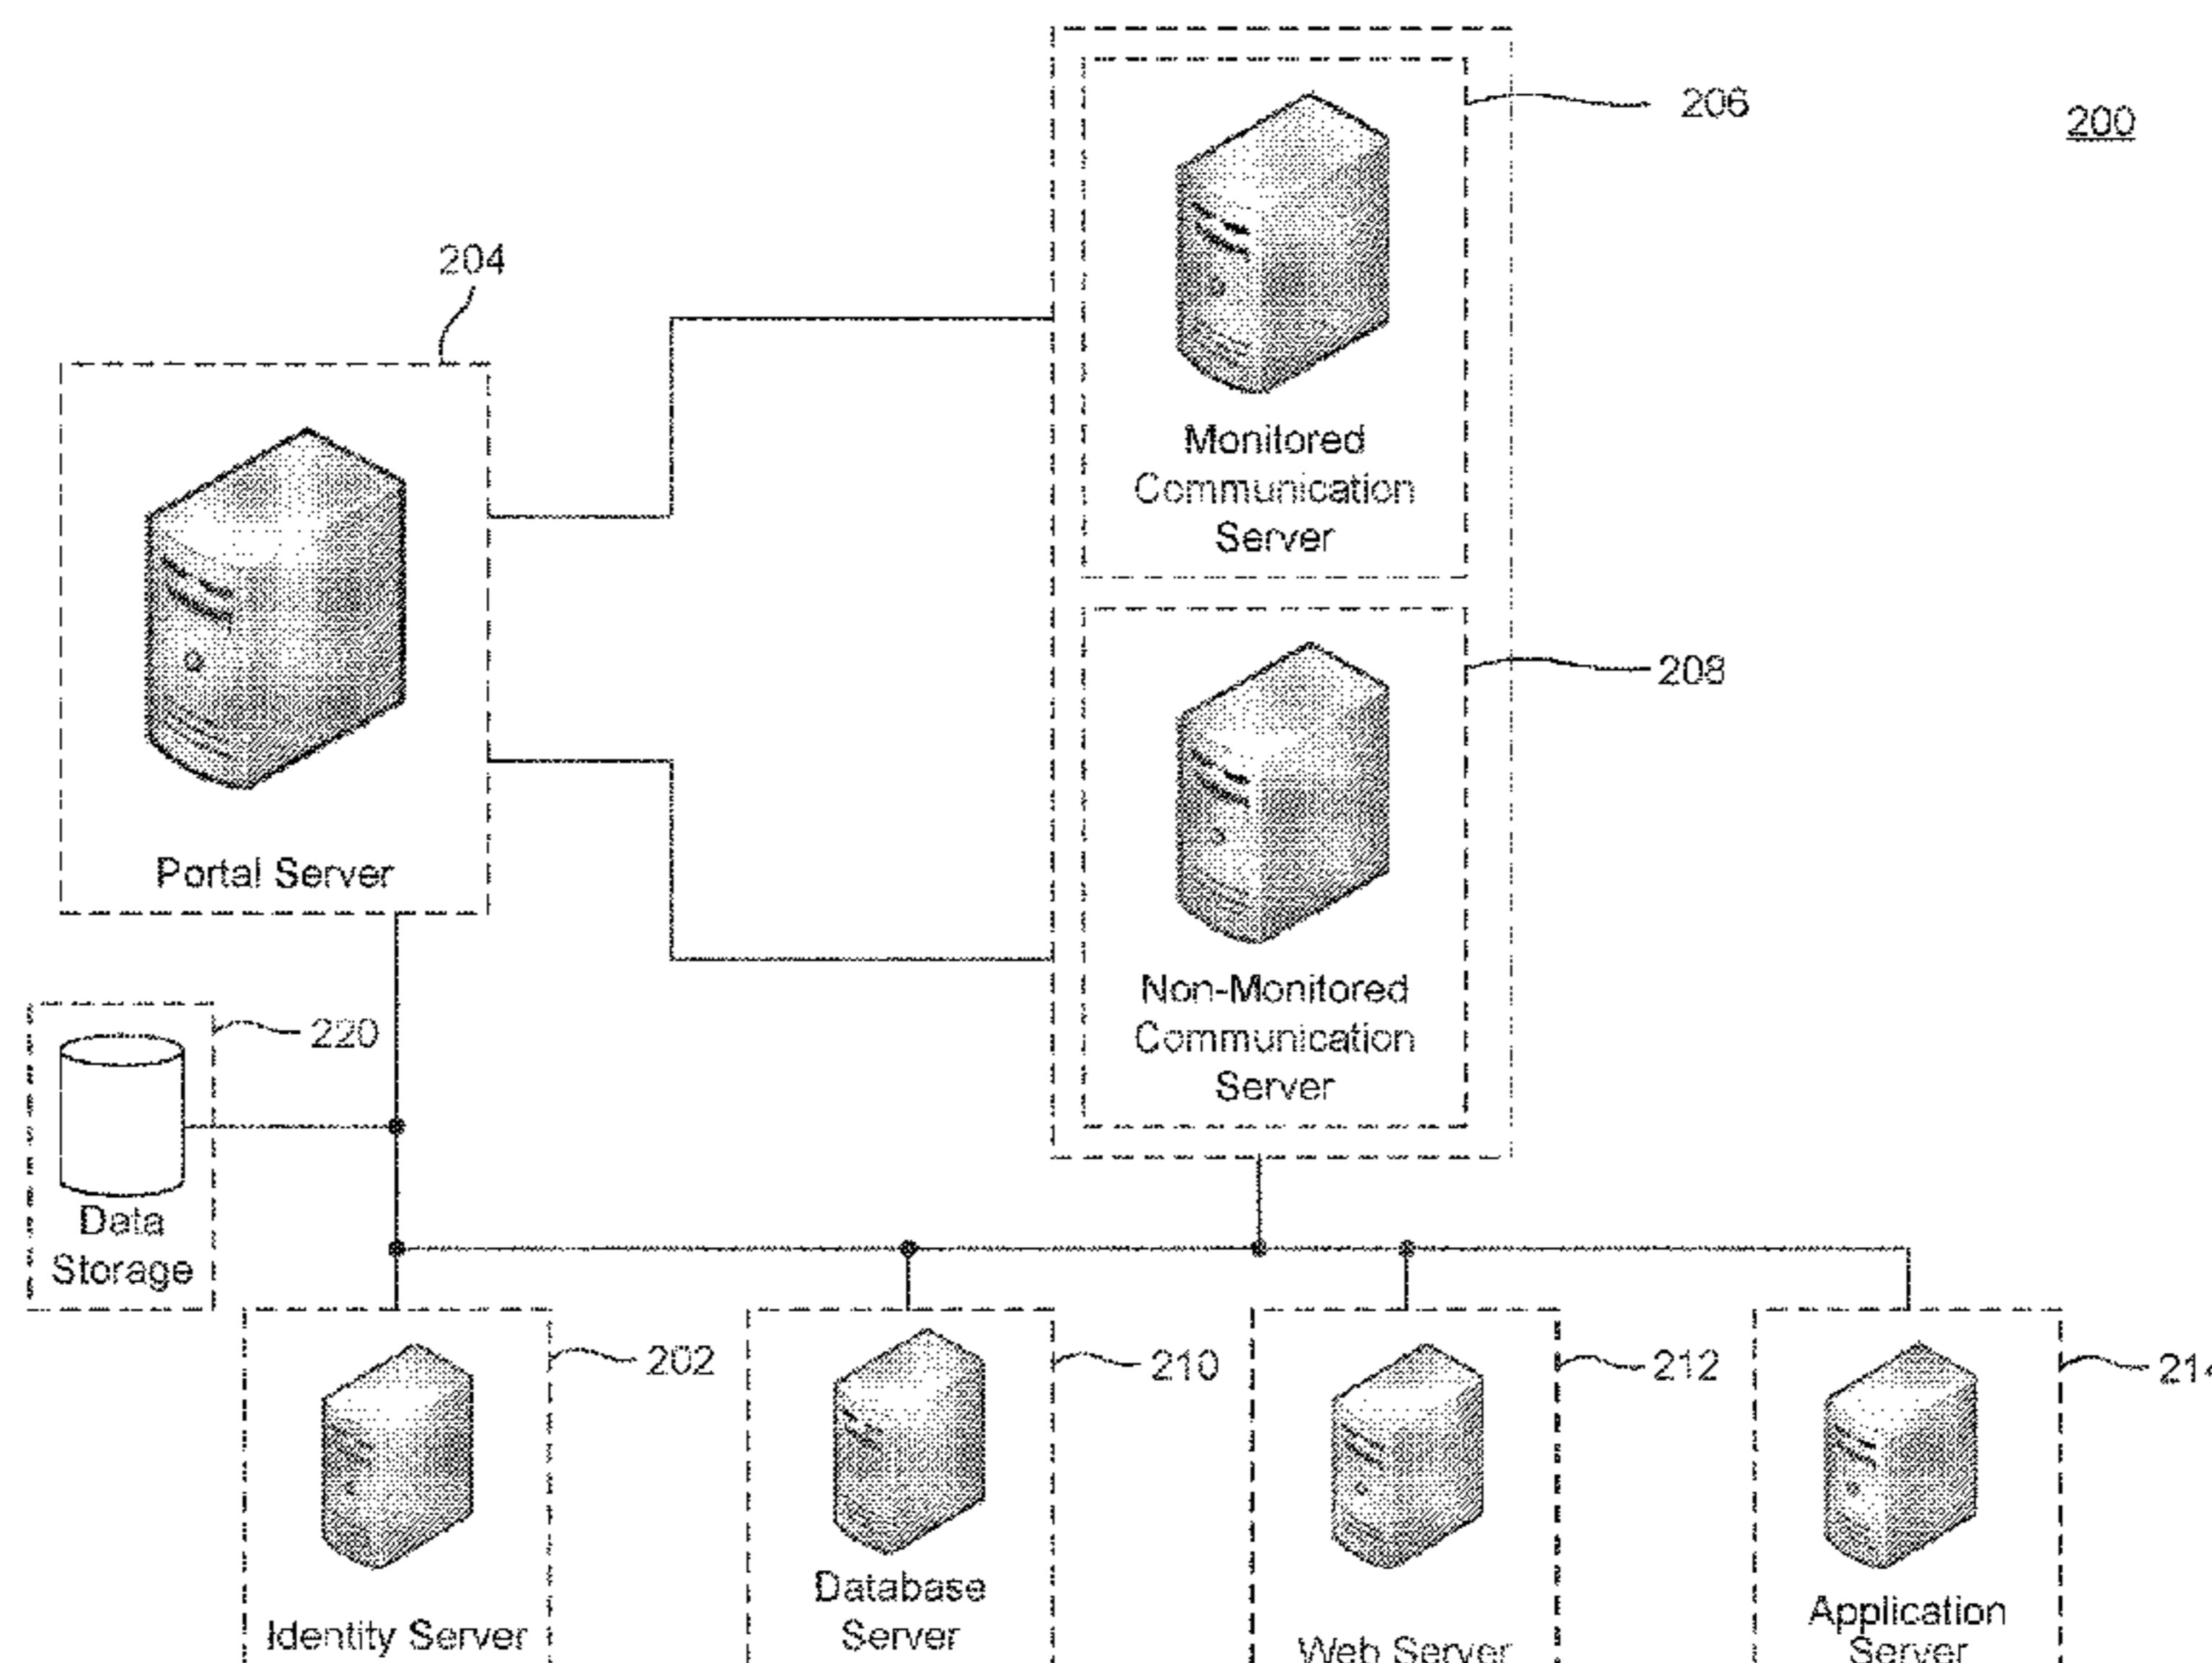 206
200
204
Monitored
Communication
Server
208
Portal Server
Non-Monitored
Communication
Server
220
Data
Storage
202
210
212
Identity Server
Database
Server
Web Server
Application
Server